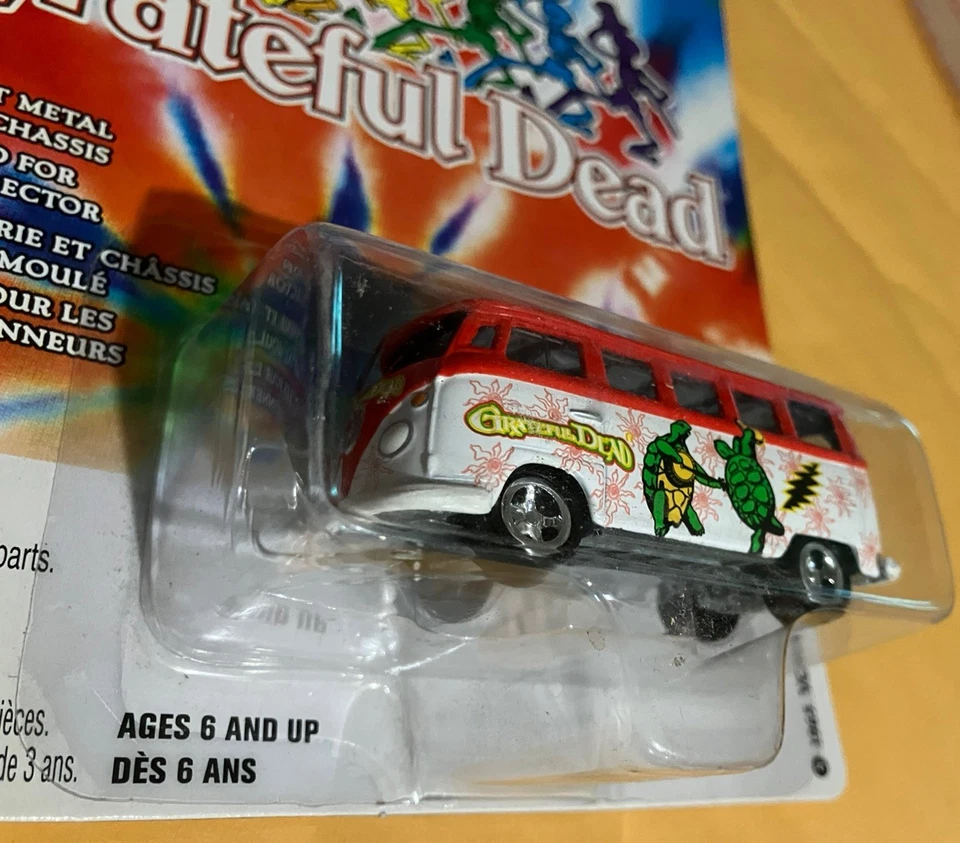 rateful Dead
T METAL
CHASSIS
D FOR
ECTOR
RIE ET CHÂSSIS
MOULÉ
OUR LES
NNEURS
GRATEFUL DEAD
parts.
ièces.
de 3 ans.
AGES 6 AND UP
DÈS 6 ANS